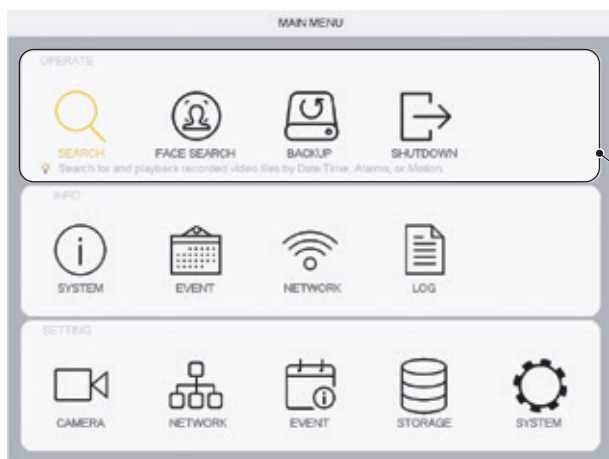 MAIN MENU
OPERATE
SEARCH FACE SEARCH BACKUP SHUTDOWN
Search for and playback recorded video files by Date/Time, Alarms, or Motion.
INFO
SYSTEM EVENT NETWORK LOG
SETTING
CAMERA NETWORK EVENT STORAGE SYSTEM